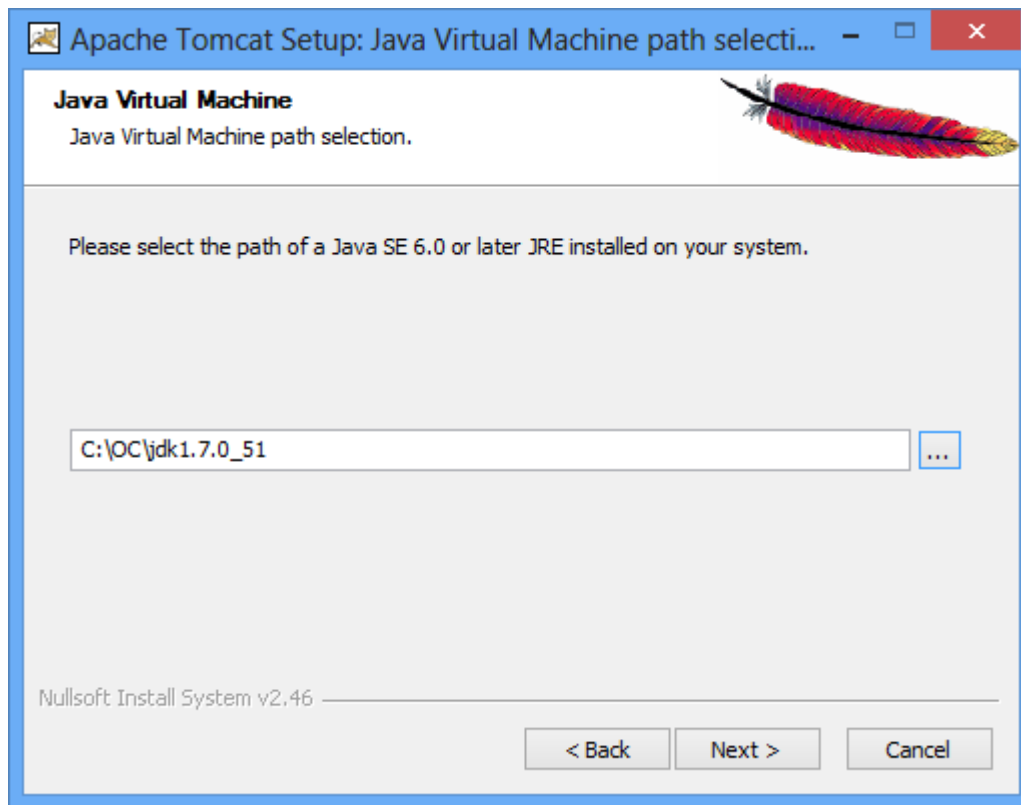 Apache Tomcat Setup: Java Virtual Machine path selecti...
Java Virtual Machine
Java Virtual Machine path selection.
Please select the path of a Java SE 6.0 or later JRE installed on your system.
C:\OC\jdk1.7.0_51
...
Nullsoft Install System v2.46
< Back
Next >
Cancel